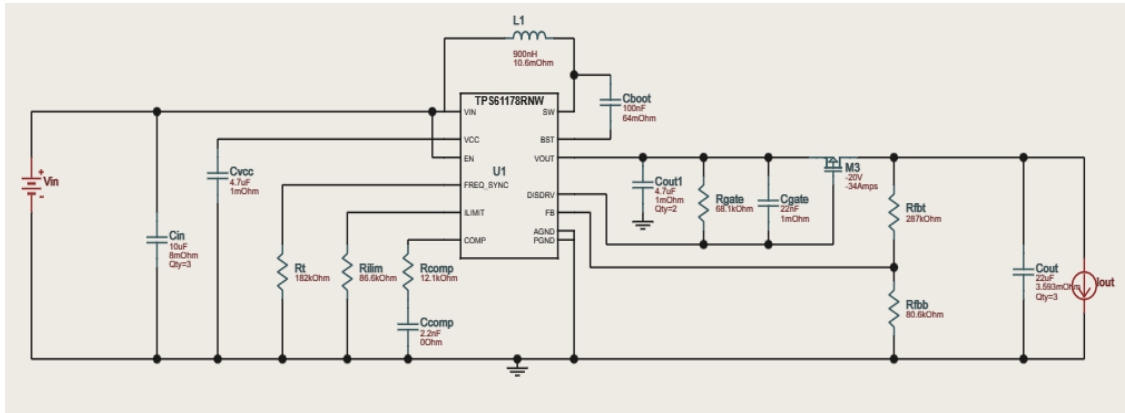 L1
900nH
10.6mOhm
TPS61178RNW
VIN
SW
Cboot
100nF
64mOhm
VCC
BST
EN
U1
VOUT
Vin
+
-
Cvcc
4.7uF
1mOhm
FREQ_SYNC
DISDRV
Cout1
4.7uF
1mOhm
Qty=2
Rgate
68.1kOhm
Cgate
22nF
1mOhm
M3
-20V
-34Amps
ILIMIT
FB
Rfbt
287kOhm
AGND
COMP
PGND
Cin
10uF
8mOhm
Qty=3
Rt
182kOhm
Rilim
86.6kOhm
Rcomp
12.1kOhm
Cout
22uF
3.593mOhm
Qty=3
Iout
Rfbb
80.6kOhm
Ccomp
2.2nF
0Ohm